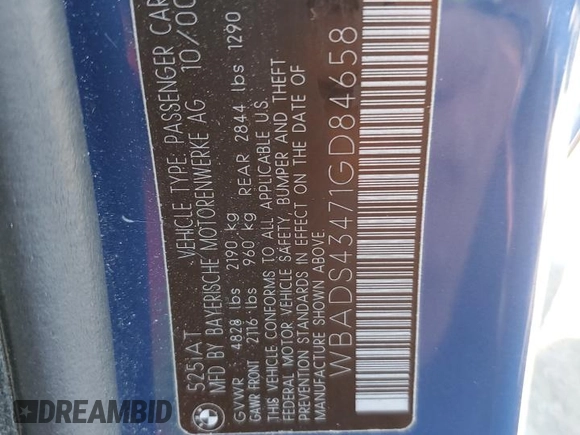 525IAT
VEHICLE TYPE: PASSENGER CAR
MFD BY BAYERISCHE MOTORENWERKE AG 10/00
GVWR 4828 lbs 2190 kg
GAWR FRONT 2116 lbs 960 kg REAR 2844 lbs 1290
THIS VEHICLE CONFORMS TO ALL APPLICABLE U.S.
FEDERAL MOTOR VEHICLE SAFETY, BUMPER AND THEFT
PREVENTION STANDARDS IN EFFECT ON THE DATE OF
MANUFACTURE SHOWN ABOVE
WBADS43471GD84658
DREAMBID